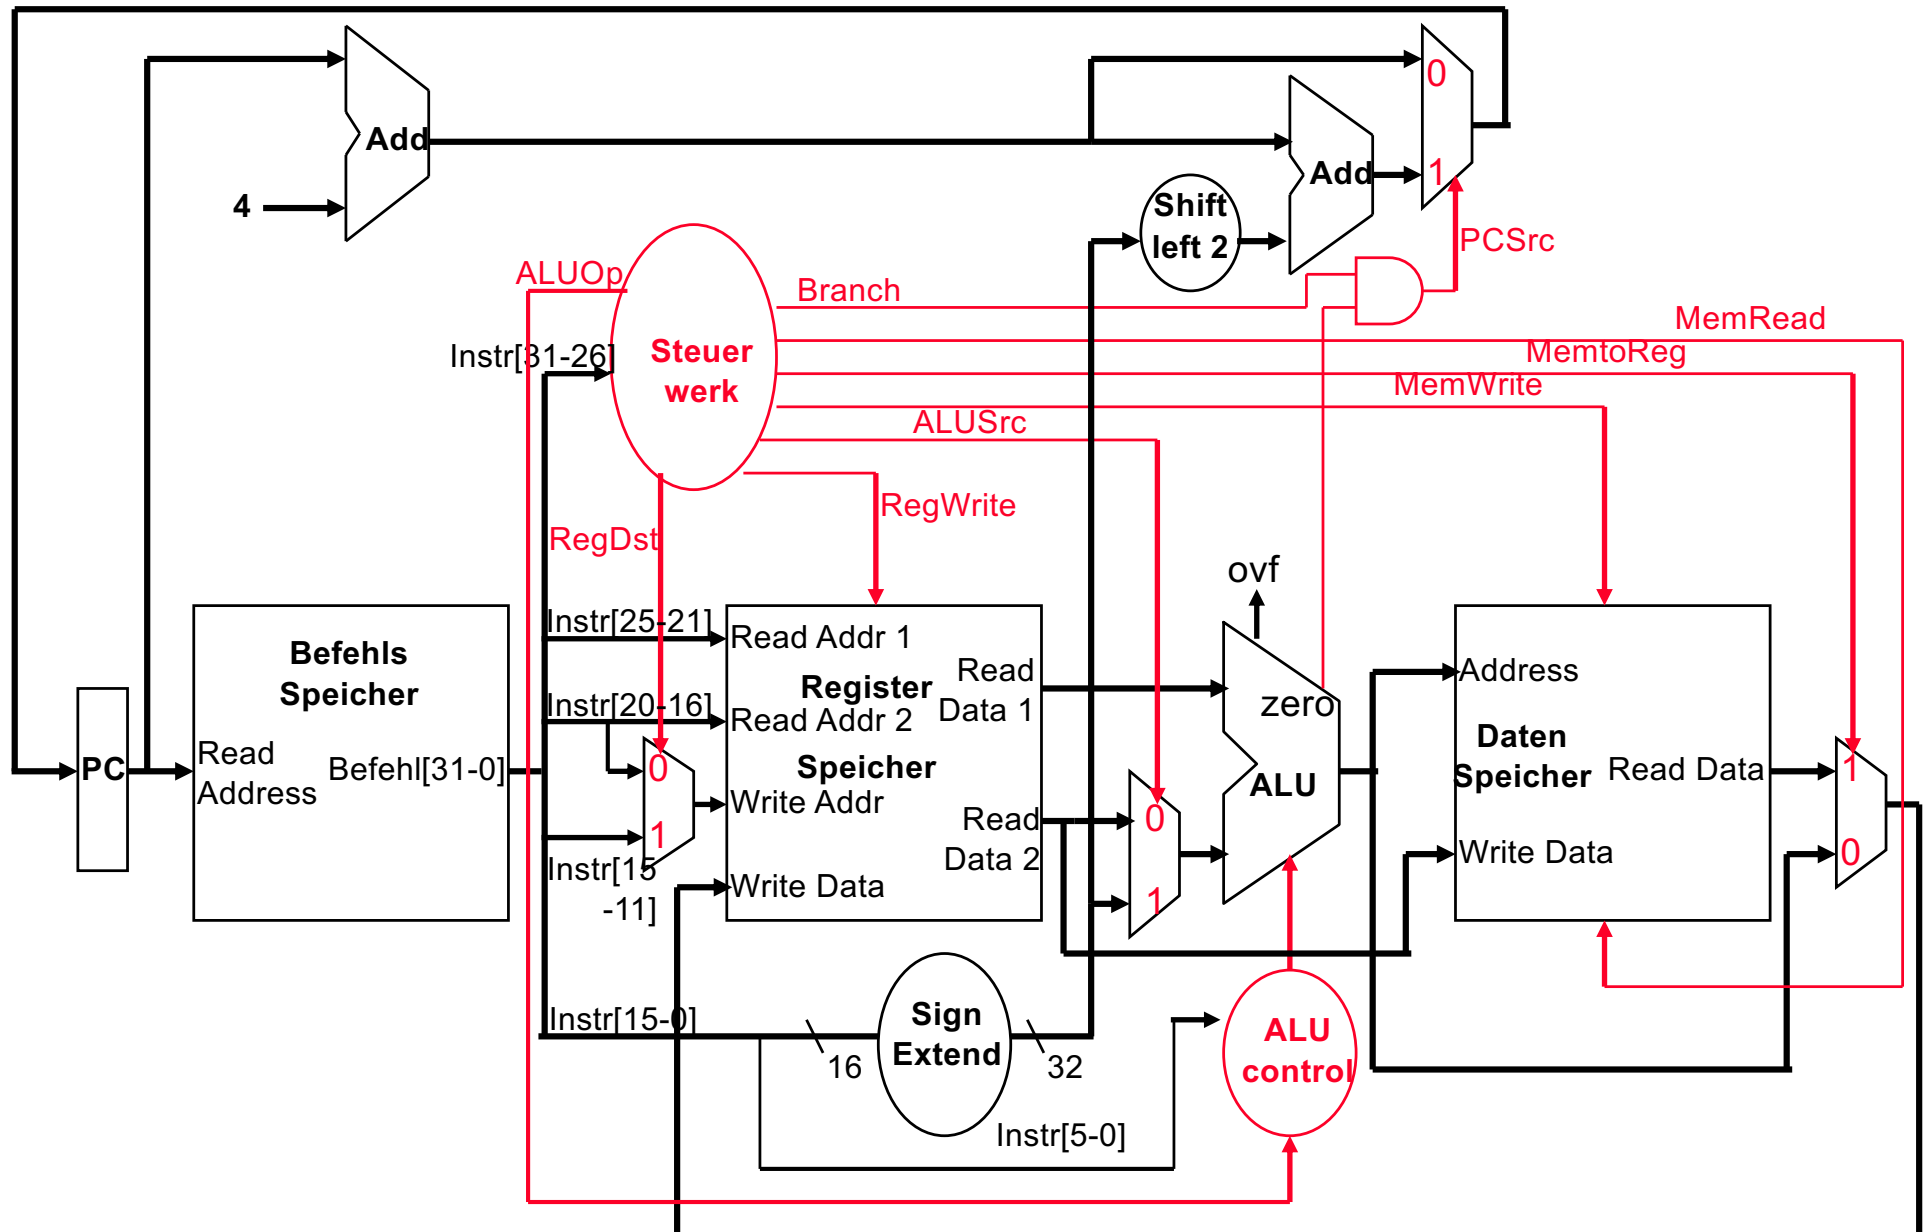 0
Add
1
Add
4
Shift
left 2
PCSrc
ALUOp
Branch
MemRead
Instr[31-26]
Steuer
werk
MemtoReg
MemWrite
ALUSrc
RegWrite
RegDst
ovf
Instr[25-21]
Read Addr 1
Befehls
Speicher
Read
Data 1
Address
Register
zero
Instr[20-16]
Read Addr 2
Daten
Speicher
PC
Read
Address
Befehl[31-0]
0
Speicher
ALU
Read Data
1
Write Addr
1
Read
Data 2
0
Write Data
0
Instr[15
-11]
Write Data
1
Instr[15-0]
16
Sign
Extend
32
ALU
control
Instr[5-0]